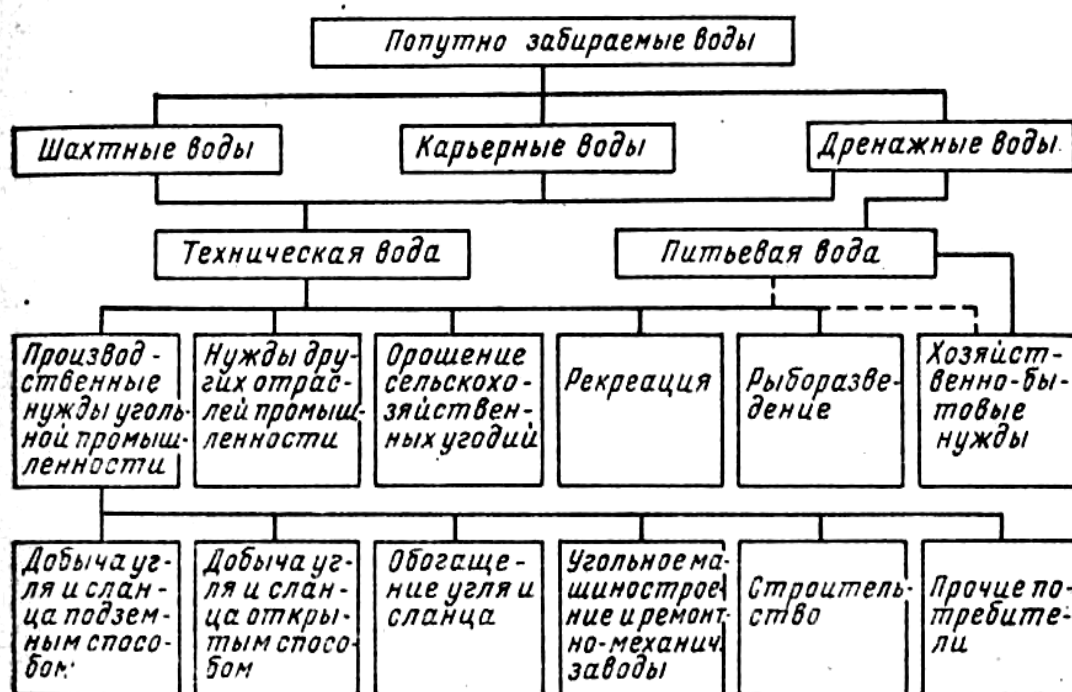 Попутно забираемые воды
Шахтные воды
Карьерные воды
Дренажные воды.
Техническая вода
Питьевая вода
Производ-
ственные
нужды уголь-
ной промыш-
ленности
Нужды дру-
гих отрас-
лей промыш-
ленности
Орошение
сельскохо-
зяйствен-
ных угодий
Рекреация
Рыборазве-
дение
Хозяйст-
венно-бы-
товые
нужды
Добыча уг-
ля и слан-
ца подзем-
ным спосо-
бом
Добыча уг-
ля и слан-
ца откры-
тым спосо-
бом
Обогаще-
ние угля и
сланца
Угольное ма-
шинострое
ние и ремонт-
но-механич.
заводы
Строитель-
ство
Прочие по-
требите-
ли